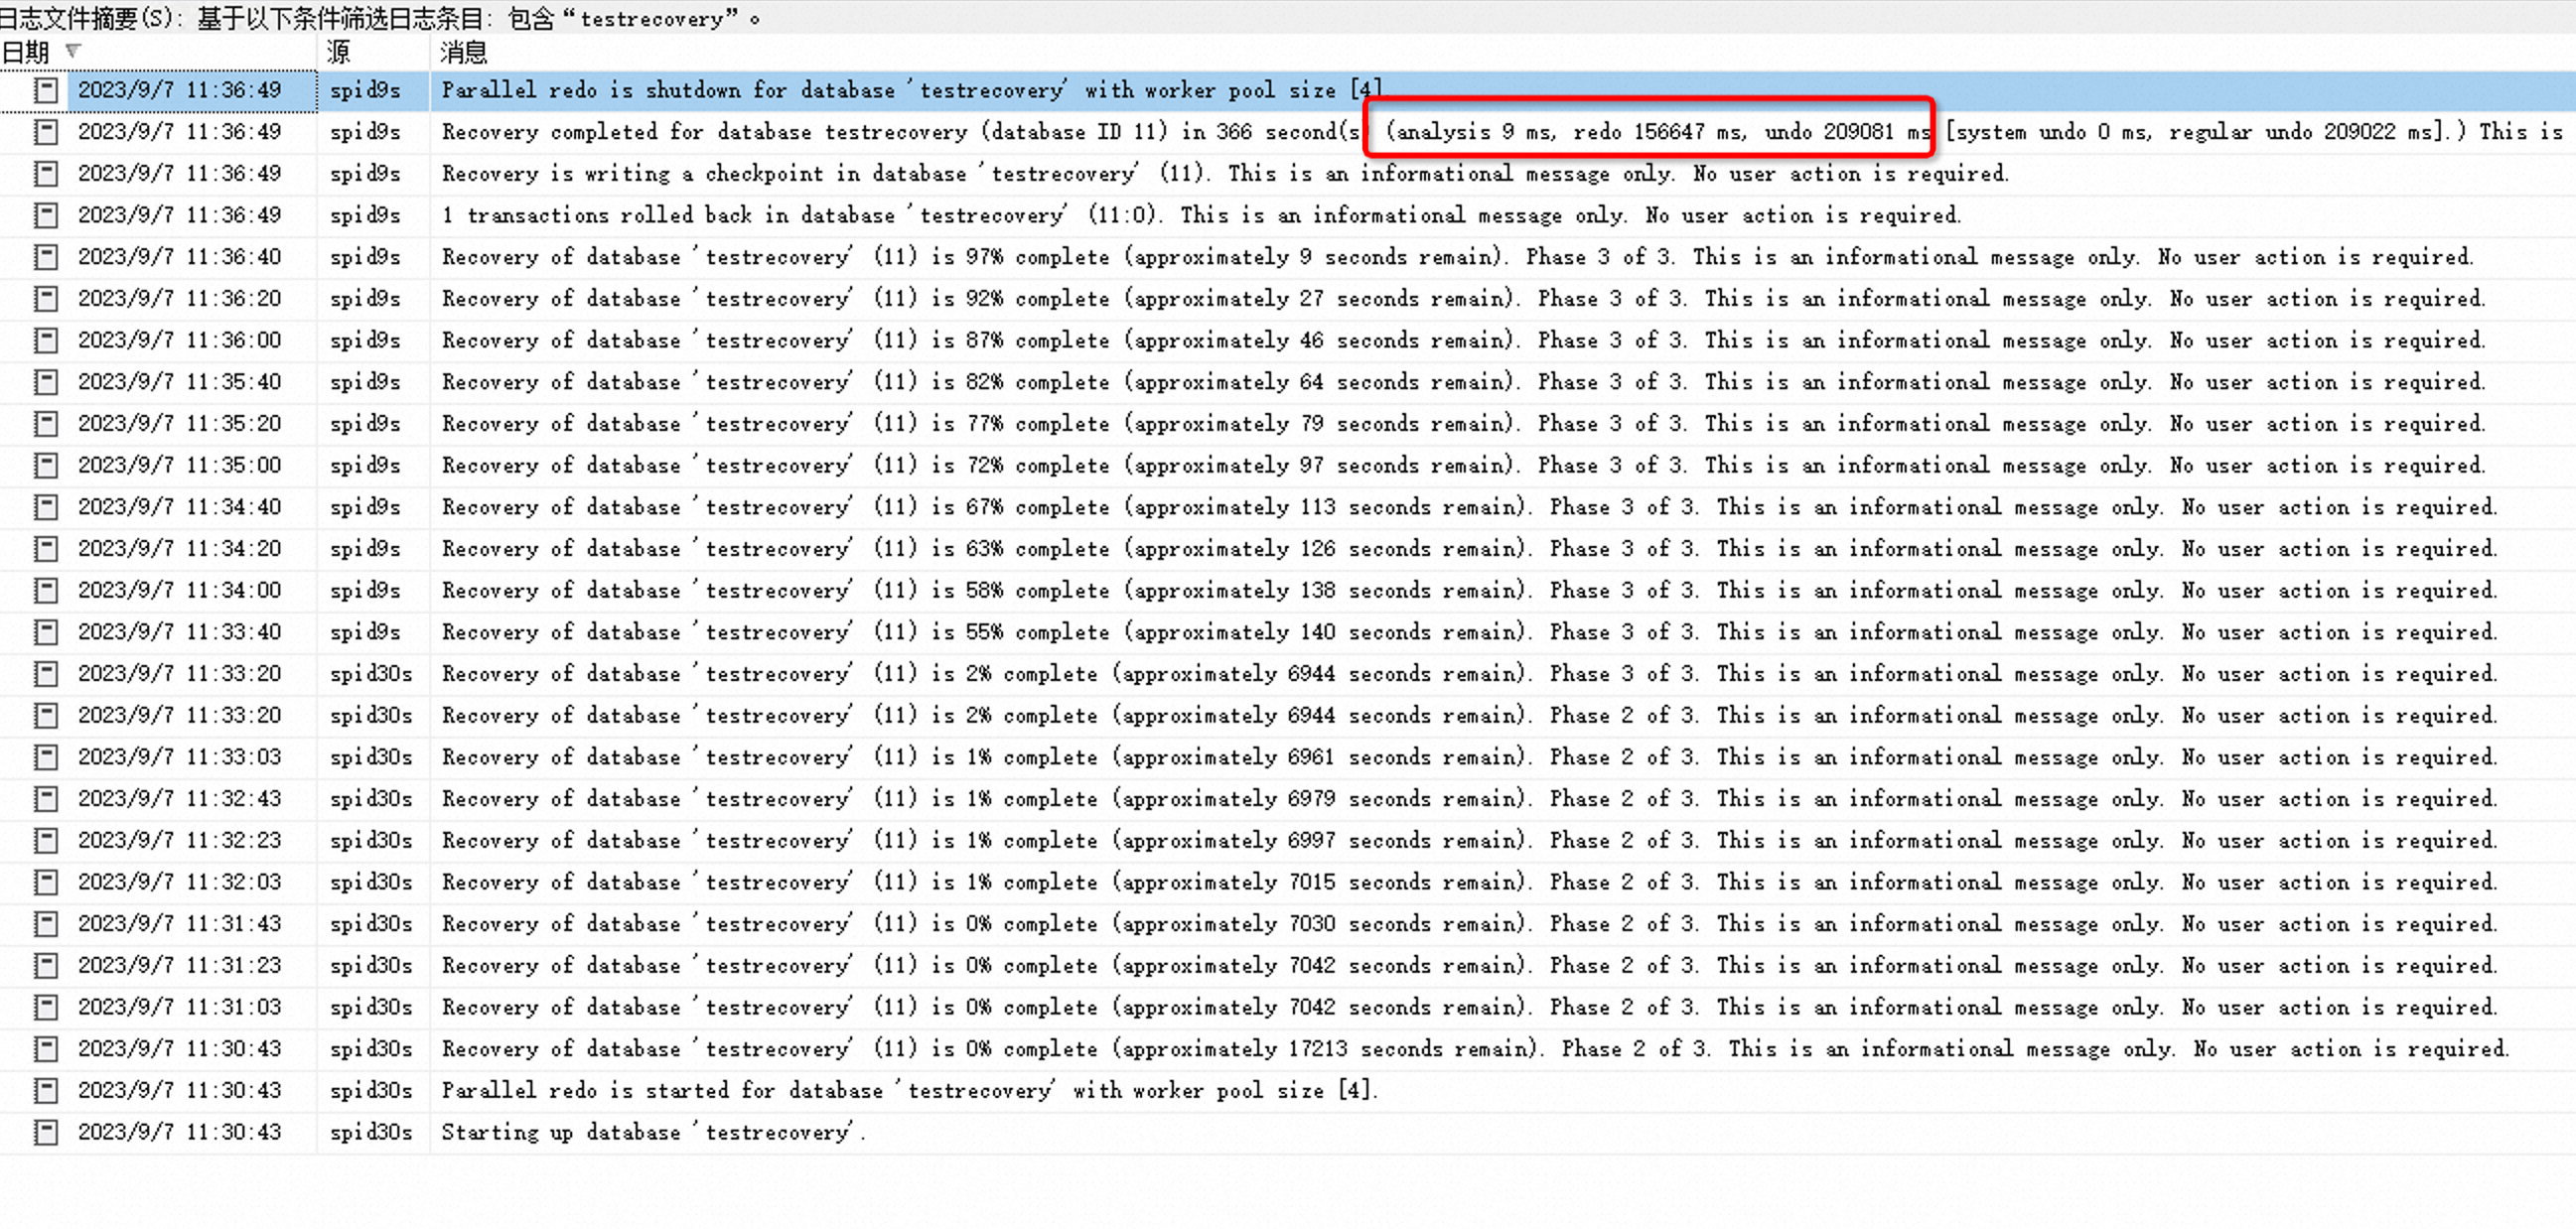 日志文件摘要(S): 基于以下条件筛选日志条目: 包含“testrecovery”。
日期 源 消息
2023/9/7 11:36:49 spid9s Parallel redo is shutdown for database 'testrecovery' with worker pool size [4].
2023/9/7 11:36:49 spid9s Recovery completed for database testrecovery (database ID 11) in 366 second(s) (analysis 9 ms, redo 156647 ms, undo 209081 ms [system undo 0 ms, regular undo 209022 ms].) This is
2023/9/7 11:36:49 spid9s Recovery is writing a checkpoint in database 'testrecovery' (11). This is an informational message only. No user action is required.
2023/9/7 11:36:49 spid9s 1 transactions rolled back in database 'testrecovery' (11:0). This is an informational message only. No user action is required.
2023/9/7 11:36:40 spid9s Recovery of database 'testrecovery' (11) is 97% complete (approximately 9 seconds remain). Phase 3 of 3. This is an informational message only. No user action is required.
2023/9/7 11:36:20 spid9s Recovery of database 'testrecovery' (11) is 92% complete (approximately 27 seconds remain). Phase 3 of 3. This is an informational message only. No user action is required.
2023/9/7 11:36:00 spid9s Recovery of database 'testrecovery' (11) is 87% complete (approximately 46 seconds remain). Phase 3 of 3. This is an informational message only. No user action is required.
2023/9/7 11:35:40 spid9s Recovery of database 'testrecovery' (11) is 82% complete (approximately 64 seconds remain). Phase 3 of 3. This is an informational message only. No user action is required.
2023/9/7 11:35:20 spid9s Recovery of database 'testrecovery' (11) is 77% complete (approximately 79 seconds remain). Phase 3 of 3. This is an informational message only. No user action is required.
2023/9/7 11:35:00 spid9s Recovery of database 'testrecovery' (11) is 72% complete (approximately 97 seconds remain). Phase 3 of 3. This is an informational message only. No user action is required.
2023/9/7 11:34:40 spid9s Recovery of database 'testrecovery' (11) is 67% complete (approximately 113 seconds remain). Phase 3 of 3. This is an informational message only. No user action is required.
2023/9/7 11:34:20 spid9s Recovery of database 'testrecovery' (11) is 63% complete (approximately 126 seconds remain). Phase 3 of 3. This is an informational message only. No user action is required.
2023/9/7 11:34:00 spid9s Recovery of database 'testrecovery' (11) is 58% complete (approximately 138 seconds remain). Phase 3 of 3. This is an informational message only. No user action is required.
2023/9/7 11:33:40 spid9s Recovery of database 'testrecovery' (11) is 55% complete (approximately 140 seconds remain). Phase 3 of 3. This is an informational message only. No user action is required.
2023/9/7 11:33:20 spid30s Recovery of database 'testrecovery' (11) is 2% complete (approximately 6944 seconds remain). Phase 3 of 3. This is an informational message only. No user action is required.
2023/9/7 11:33:20 spid30s Recovery of database 'testrecovery' (11) is 2% complete (approximately 6944 seconds remain). Phase 2 of 3. This is an informational message only. No user action is required.
2023/9/7 11:33:03 spid30s Recovery of database 'testrecovery' (11) is 1% complete (approximately 6961 seconds remain). Phase 2 of 3. This is an informational message only. No user action is required.
2023/9/7 11:32:43 spid30s Recovery of database 'testrecovery' (11) is 1% complete (approximately 6979 seconds remain). Phase 2 of 3. This is an informational message only. No user action is required.
2023/9/7 11:32:23 spid30s Recovery of database 'testrecovery' (11) is 1% complete (approximately 6997 seconds remain). Phase 2 of 3. This is an informational message only. No user action is required.
2023/9/7 11:32:03 spid30s Recovery of database 'testrecovery' (11) is 1% complete (approximately 7015 seconds remain). Phase 2 of 3. This is an informational message only. No user action is required.
2023/9/7 11:31:43 spid30s Recovery of database 'testrecovery' (11) is 0% complete (approximately 7030 seconds remain). Phase 2 of 3. This is an informational message only. No user action is required.
2023/9/7 11:31:23 spid30s Recovery of database 'testrecovery' (11) is 0% complete (approximately 7042 seconds remain). Phase 2 of 3. This is an informational message only. No user action is required.
2023/9/7 11:31:03 spid30s Recovery of database 'testrecovery' (11) is 0% complete (approximately 7042 seconds remain). Phase 2 of 3. This is an informational message only. No user action is required.
2023/9/7 11:30:43 spid30s Recovery of database 'testrecovery' (11) is 0% complete (approximately 17213 seconds remain). Phase 2 of 3. This is an informational message only. No user action is required.
2023/9/7 11:30:43 spid30s Parallel redo is started for database 'testrecovery' with worker pool size [4].
2023/9/7 11:30:43 spid30s Starting up database 'testrecovery'.